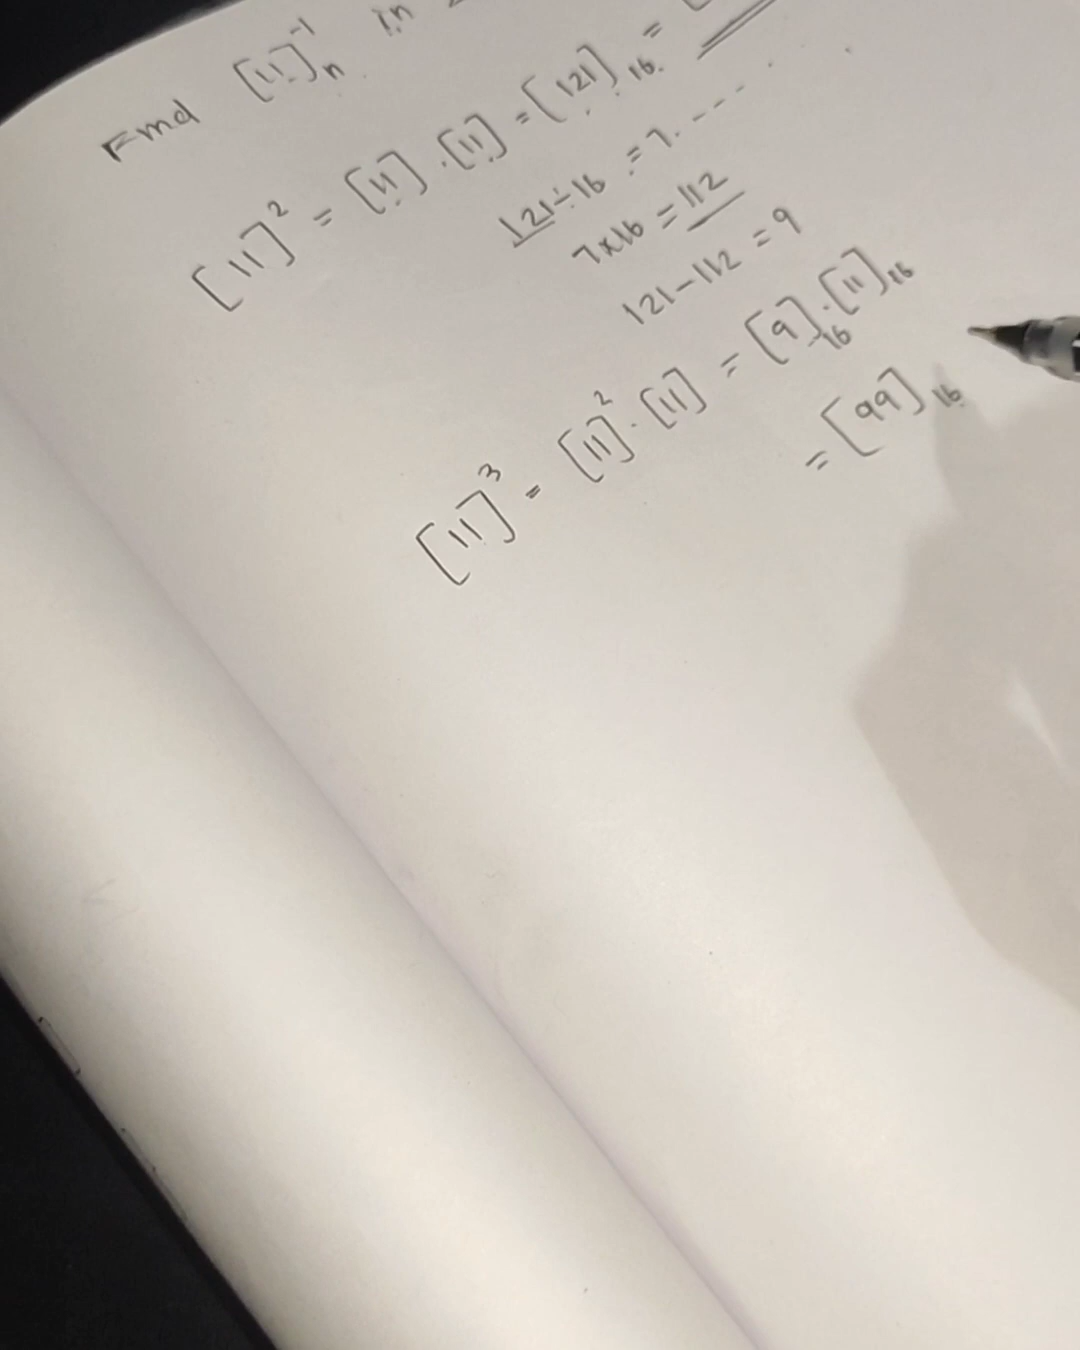 Find [11]⁻¹ₙ in
[11]² = [11] · [11] = [121]₁₆ =
121÷16 = 7. - - -
7×16 = 112
121-112 = 9
[11]³ = [11]² · [11] = [9]₁₆ · [11]₁₆
= [99]₁₆